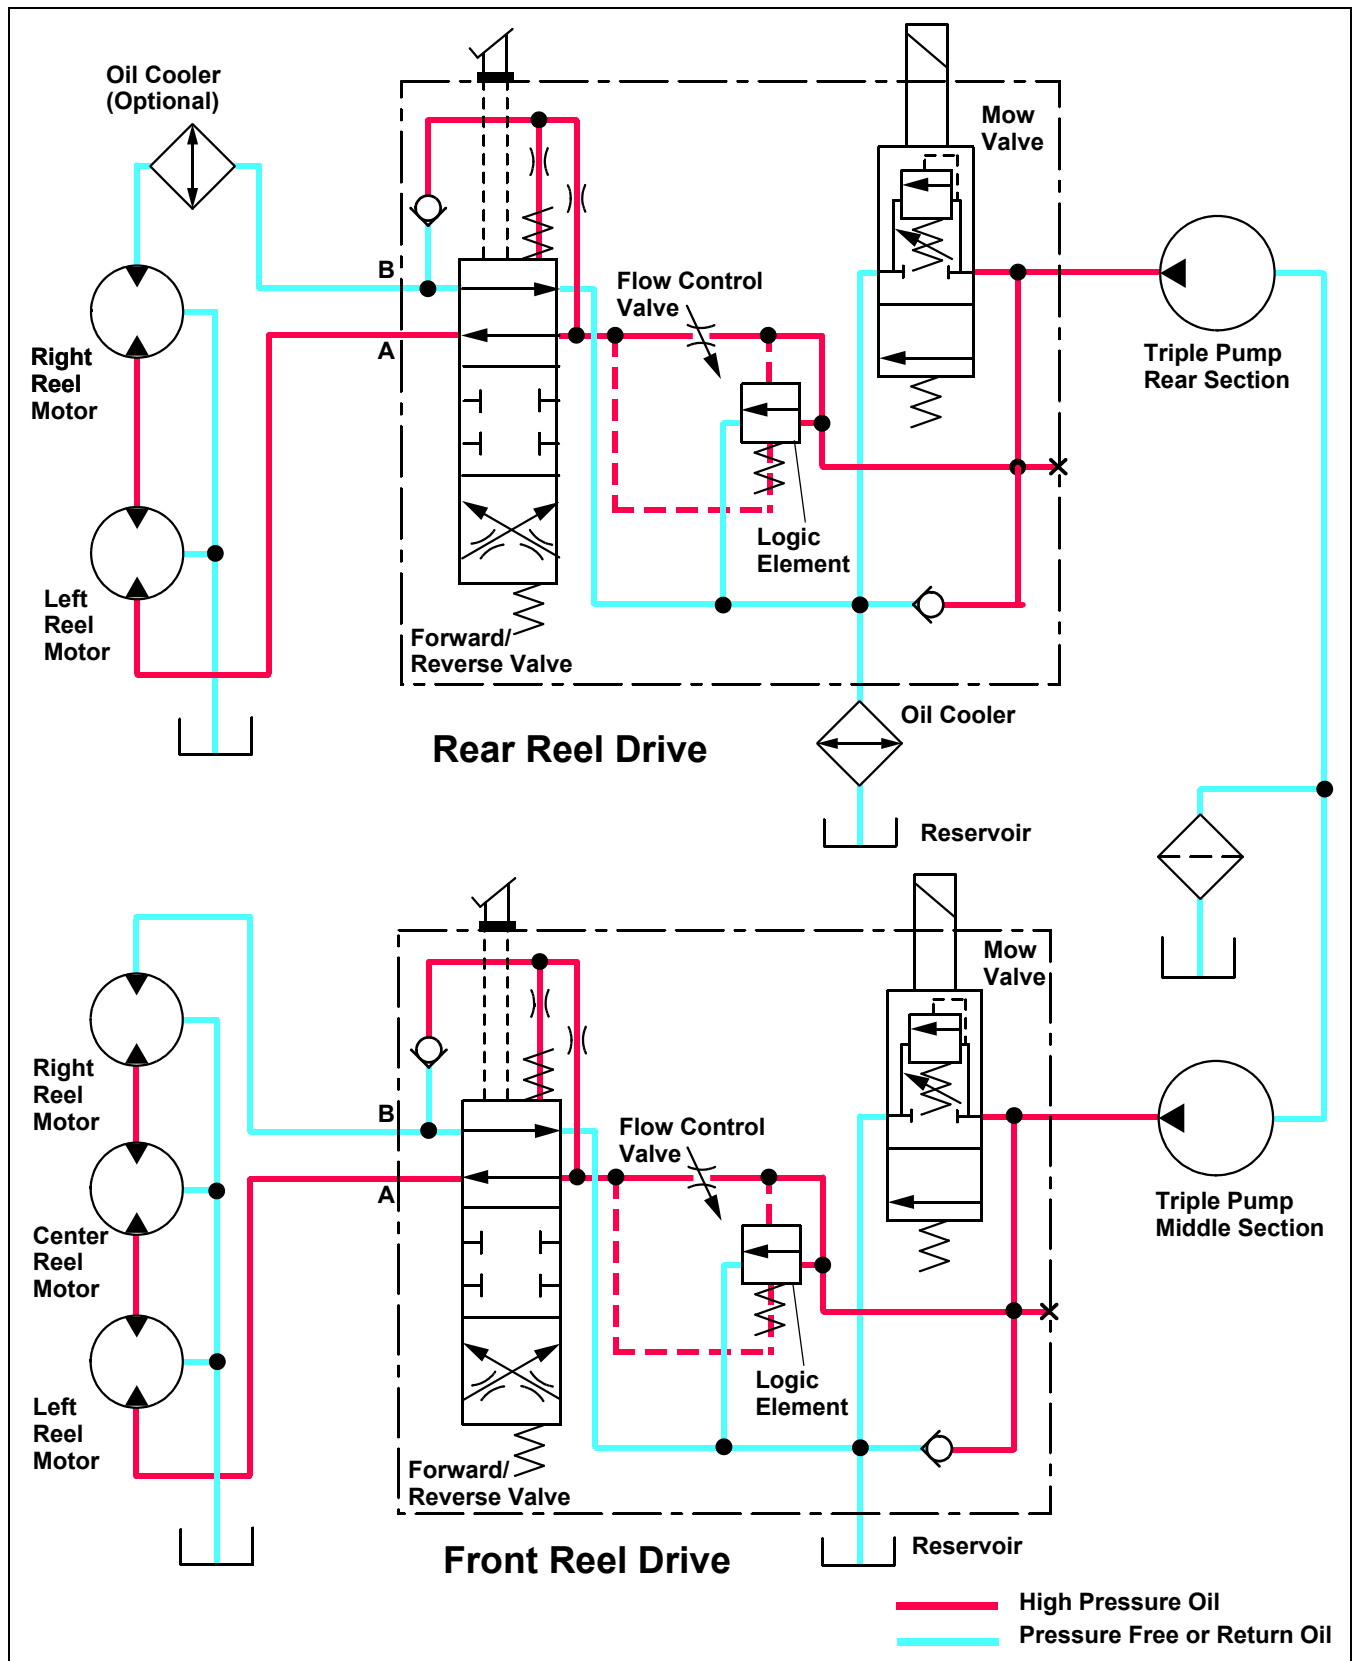 Oil Cooler
(Optional)
Mow
Valve
B
Flow Control
Valve
A
Right
Reel
Motor
Triple Pump
Rear Section
Logic
Element
Left
Reel
Motor
Forward/
Reverse Valve
Oil Cooler
Rear Reel Drive
Reservoir
Mow
Valve
Right
Reel
Motor
B
Flow Control
Valve
A
Triple Pump
Middle Section
Center
Reel
Motor
Logic
Element
Left
Reel
Motor
Forward/
Reverse Valve
Reservoir
Front Reel Drive
High Pressure Oil
Pressure Free or Return Oil